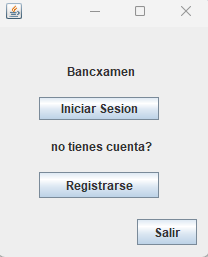 Bancxamen
Iniciar Sesion
no tienes cuenta?
Registrarse
Salir